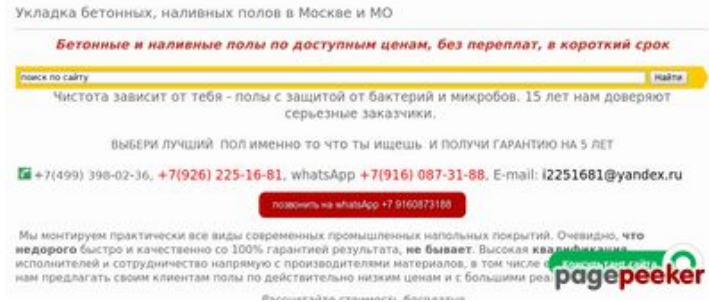 Укладка бетонных, наливных полов в Москве и МО
Бетонные и наливные полы по доступным ценам, без переплат, в короткий срок
поиск по сайту
Найти
Чистота зависит от тебя - полы с защитой от бактерий и микробов. 15 лет нам доверяют
серьезные заказчики.
ВЫБЕРИ ЛУЧШИЙ ПОЛ ИМЕННО ТО ЧТО ТЫ ИЩЕШЬ И ПОЛУЧИ ГАРАНТИЮ НА 5 ЛЕТ
+7(499) 398-02-36, +7(926) 225-16-81, whatsApp +7(916) 087-31-88, E-mail: i2251681@yandex.ru
позвонить на whatsApp +7 9160873188
Мы монтируем практически все виды современных промышленных напольных покрытий. Очевидно, что
недорого быстро и качественно со 100% гарантией результата, не бывает. Высокая квалификация
исполнителей и сотрудничество напрямую с производителями материалов, в том числе
Консультант сайта
нам предлагать своим клиентам полы по действительно низким ценам и с большими
pagepeeker
Рассчитайте стоимость бесплатно